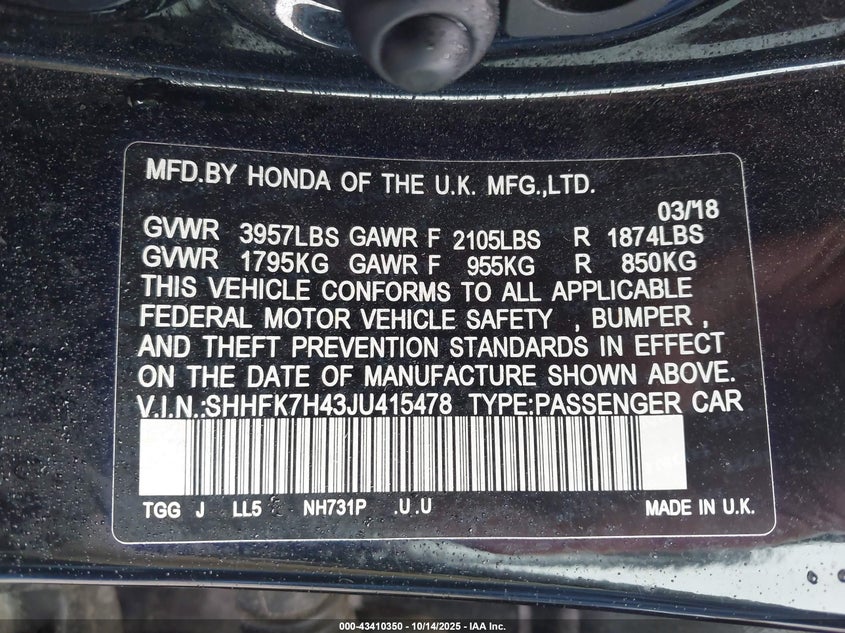 MFD.BY HONDA OF THE U.K. MFG.,LTD.
03/'18
GVWR 3957LBS GAWR F 2105LBS R 1874LBS
GVWR 1795KG GAWR F 955KG R 850KG
THIS VEHICLE CONFORMS TO ALL APPLICABLE
FEDERAL MOTOR VEHICLE SAFETY , BUMPER ,
AND THEFT PREVENTION STANDARDS IN EFFECT
ON THE DATE OF MANUFACTURE SHOWN ABOVE.
V.I.N.:SHHFK7H43JU415478 TYPE:PASSENGER CAR
TGG J LL5 NH731P .U .U MADE IN U.K.
000-43410350 - 10/14/2025 - IAA Inc.